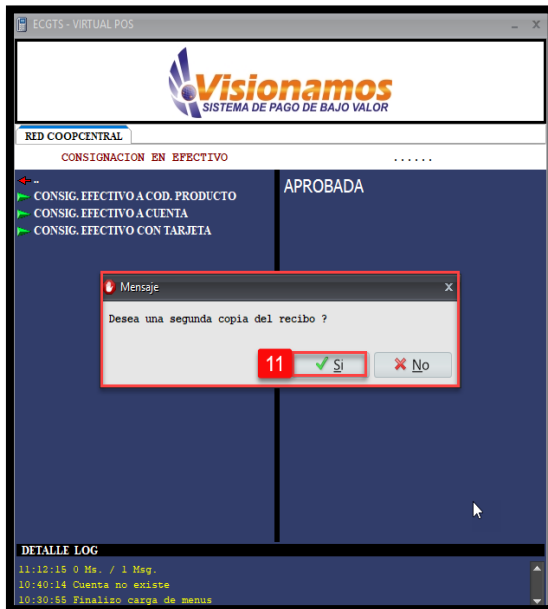 ECGTS - VIRTUAL POS
Visionamos
SISTEMA DE PAGO DE BAJO VALOR
RED COOPCENTRAL
CONSIGNACION EN EFECTIVO ......
..
CONSIG. EFECTIVO A COD. PRODUCTO
CONSIG. EFECTIVO A CUENTA
CONSIG. EFECTIVO CON TARJETA
APROBADA
Mensaje x
Desea una segunda copia del recibo ?
11
Si
No
DETALLE LOG
11:12:15 0 Ms. / 1 Msg.
10:40:14 Cuenta no existe
10:30:55 Finalizo carga de menus